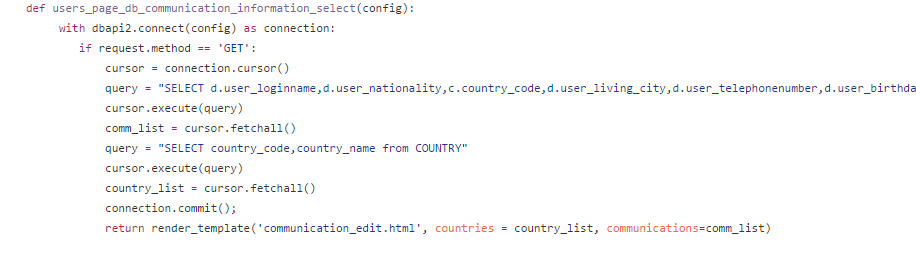 def users_page_db_communication_information_select(config):
with dbapi2.connect(config) as connection:
if request.method == 'GET':
cursor = connection.cursor()
query = "SELECT d.user_loginname,d.user_nationality,c.country_code,d.user_living_city,d.user_telephonenumber,d.user_birthda
cursor.execute(query)
comm_list = cursor.fetchall()
query = "SELECT country_code,country_name from COUNTRY"
cursor.execute(query)
country_list = cursor.fetchall()
connection.commit();
return render_template('communication_edit.html', countries = country_list, communications=comm_list)